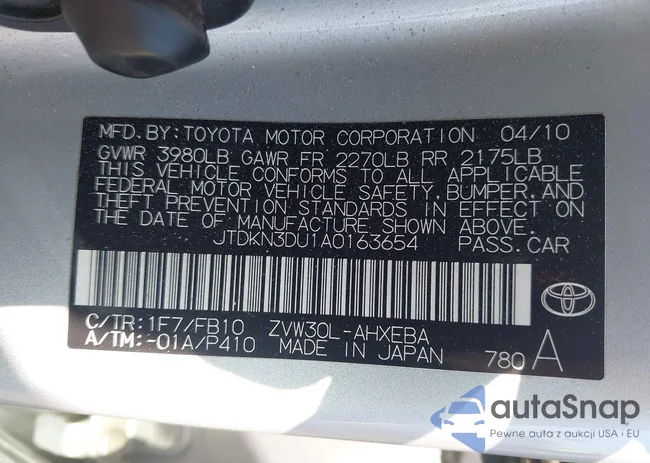 MFD. BY: TOYOTA MOTOR CORPORATION 04/10
GVWR 3980LB GAWR FR 2270LB RR 2175LB
THIS VEHICLE CONFORMS TO ALL APPLICABLE
FEDERAL MOTOR VEHICLE SAFETY, BUMPER, AND
THEFT PREVENTION STANDARDS IN EFFECT ON
THE DATE OF MANUFACTURE SHOWN ABOVE.
JTDKN3DU1A0163654 PASS. CAR
C/TR: 1F7/FB10 ZVW30L-AHXEBA
A/TM: -01A/P410 MADE IN JAPAN 780 A
autaSnap
Pewne auta z aukcji USA i EU